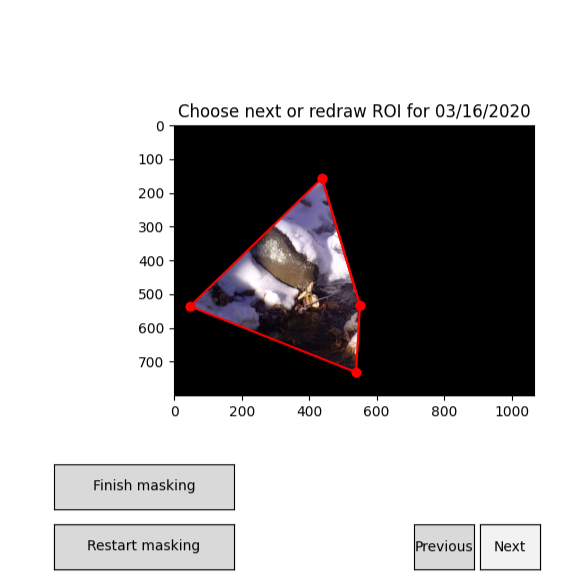 Choose next or redraw ROI for 03/16/2020
0
100
200
300
400
500
600
700
0 200 400 600 800 1000
Finish masking
Restart masking
Previous Next